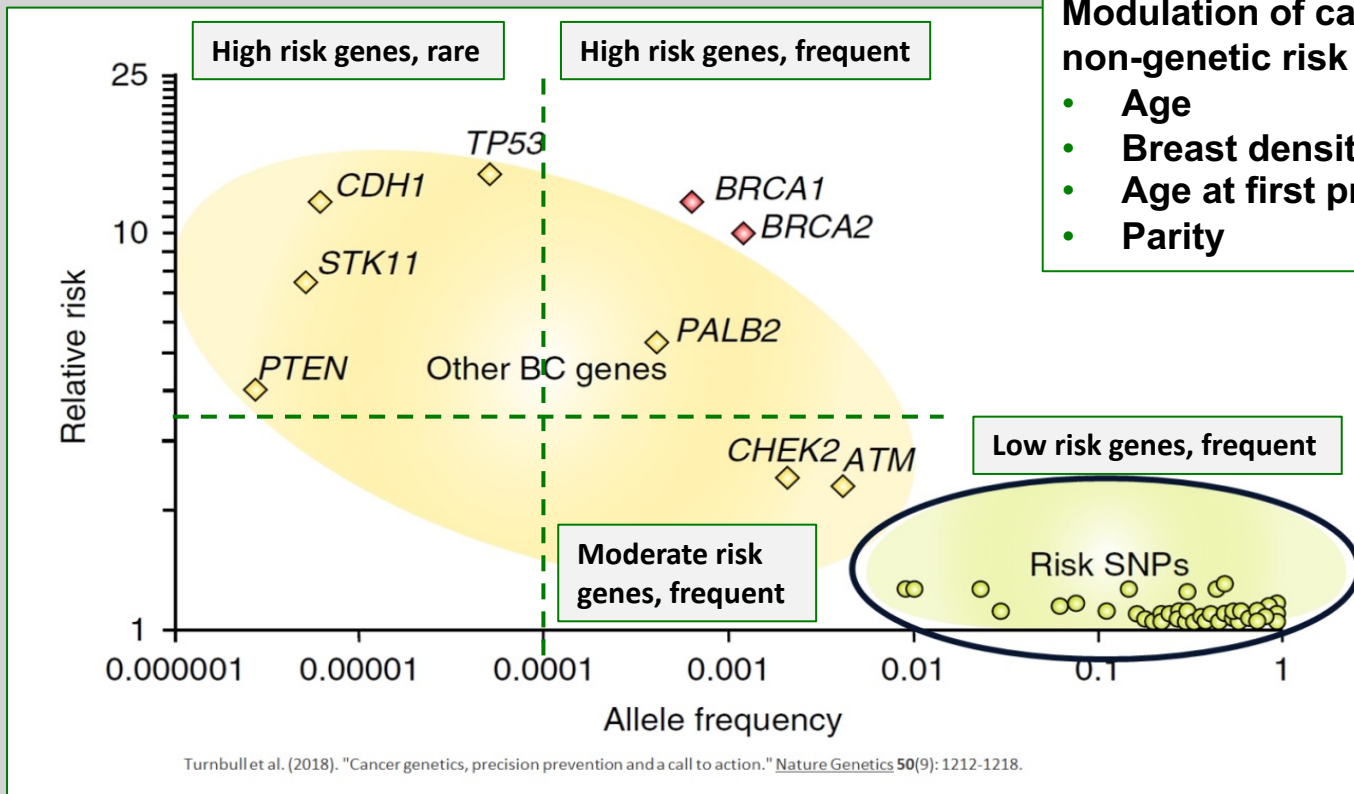 Modulation of ca
non-genetic risk
• Age
• Breast densit
• Age at first pr
• Parity
High risk genes, rare
High risk genes, frequent
25
10
1
Relative risk
TP53
CDH1
BRCA1
BRCA2
STK11
PALB2
PTEN
Other BC genes
CHEK2
ATM
Low risk genes, frequent
Moderate risk
genes, frequent
Risk SNPs
0.000001 0.00001 0.0001 0.001 0.01 0.1 1
Allele frequency
Turnbull et al. (2018). "Cancer genetics, precision prevention and a call to action." Nature Genetics 50(9): 1212-1218.